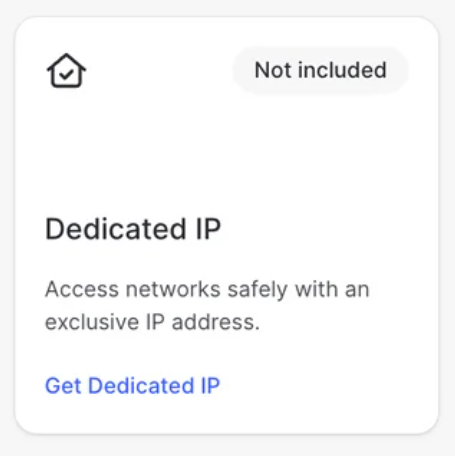 Not included
Dedicated IP
Access networks safely with an
exclusive IP address.
Get Dedicated IP